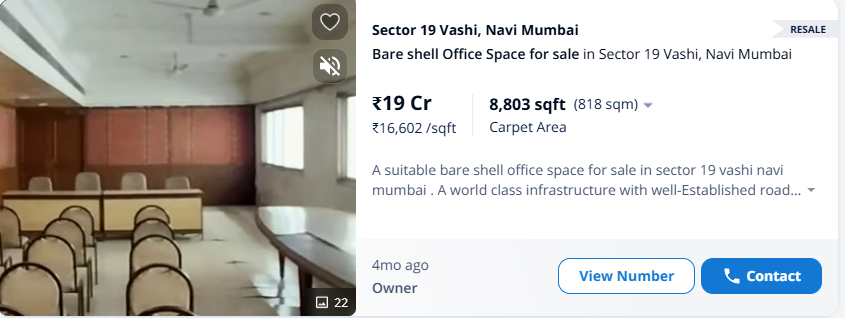 Sector 19 Vashi, Navi Mumbai
RESALE
Bare shell Office Space for sale in Sector 19 Vashi, Navi Mumbai
₹19 Cr
8,803 sqft (818 sqm)
₹16,602 /sqft
Carpet Area
A suitable bare shell office space for sale in sector 19 vashi navi
mumbai . A world class infrastructure with well-Established road...
22
4mo ago
Owner
View Number
Contact